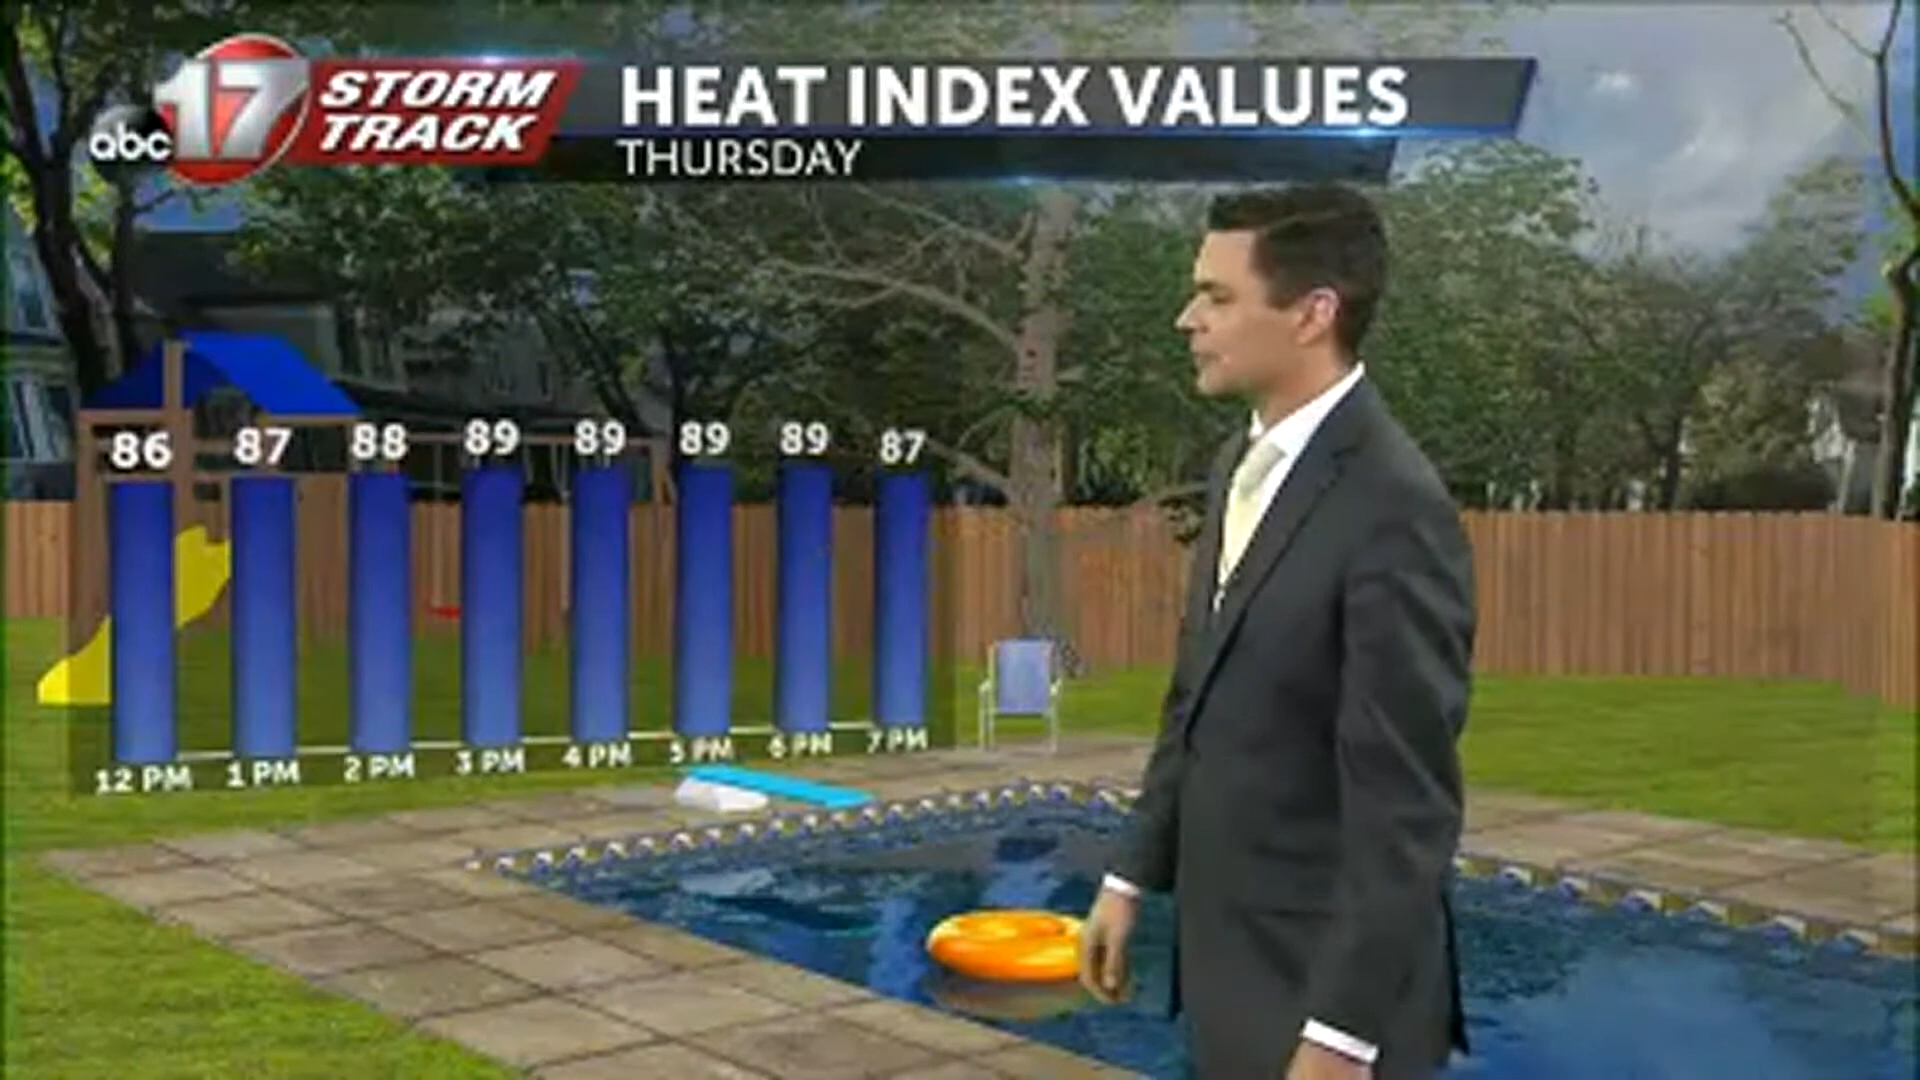 abc 17 STORM TRACK
HEAT INDEX VALUES
THURSDAY
86 87 88 89 89 89 89 87
12 PM 1 PM 2 PM 3 PM 4 PM 5 PM 6 PM 7 PM